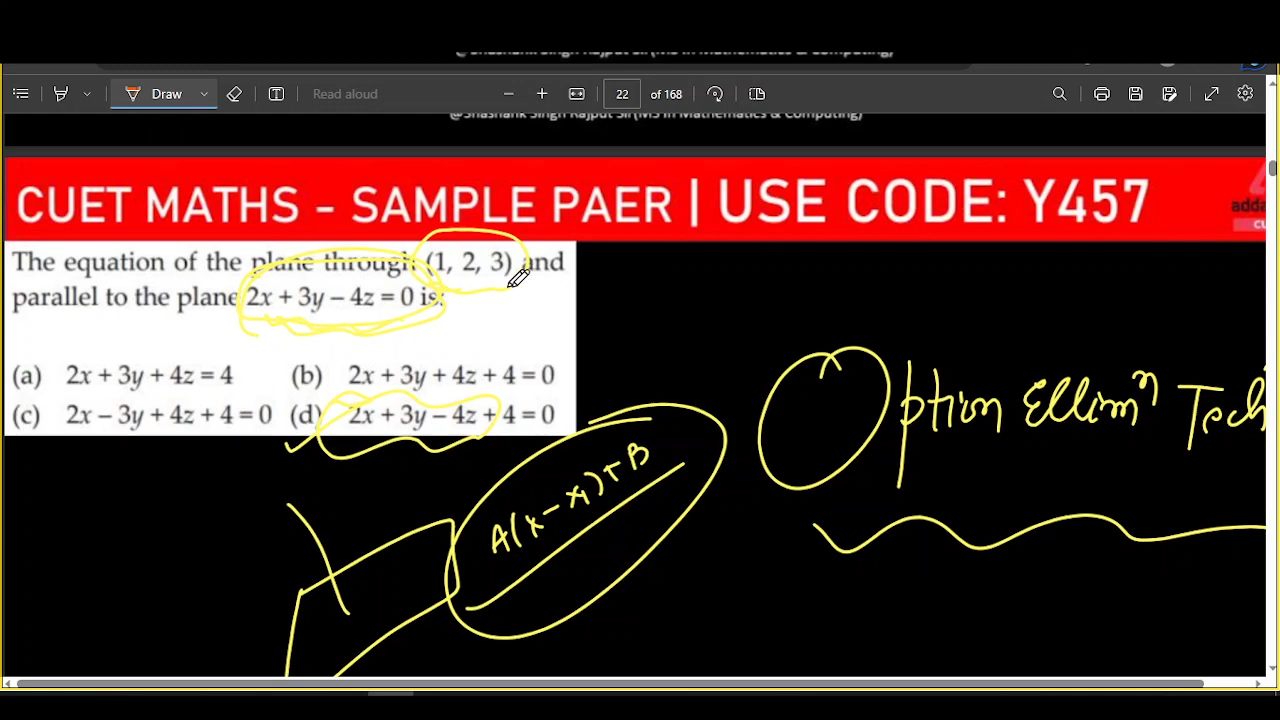 Draw
Read aloud
22 of 168
@Shashank Singh Rajput Sir(MS in Mathematics & Computing)
CUET MATHS - SAMPLE PAER | USE CODE: Y457
The equation of the plane through (1, 2, 3) and
parallel to the plane 2x + 3y – 4z = 0 is:
(a) 2x + 3y + 4z = 4 (b) 2x + 3y + 4z + 4 = 0
(c) 2x – 3y + 4z + 4 = 0 (d) 2x + 3y – 4z + 4 = 0
Option Ellimⁿ Tech
A(x – x₁) + B